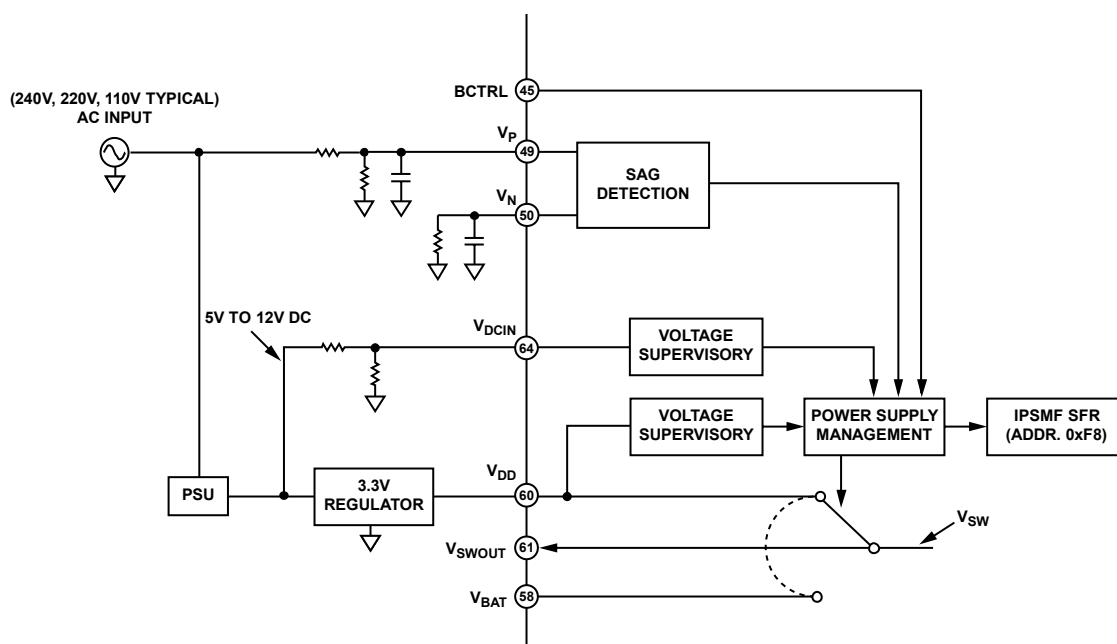 BCTRL
45
(240V, 220V, 110V TYPICAL)
AC INPUT
VP
49
SAG
DETECTION
VN
50
5V TO 12V DC
VDCIN
64
VOLTAGE
SUPERVISORY
VOLTAGE
SUPERVISORY
POWER SUPPLY
MANAGEMENT
IPSMF SFR
(ADDR. 0xF8)
PSU
3.3V
REGULATOR
VDD
60
VSWOUT
61
VSW
VBAT
58